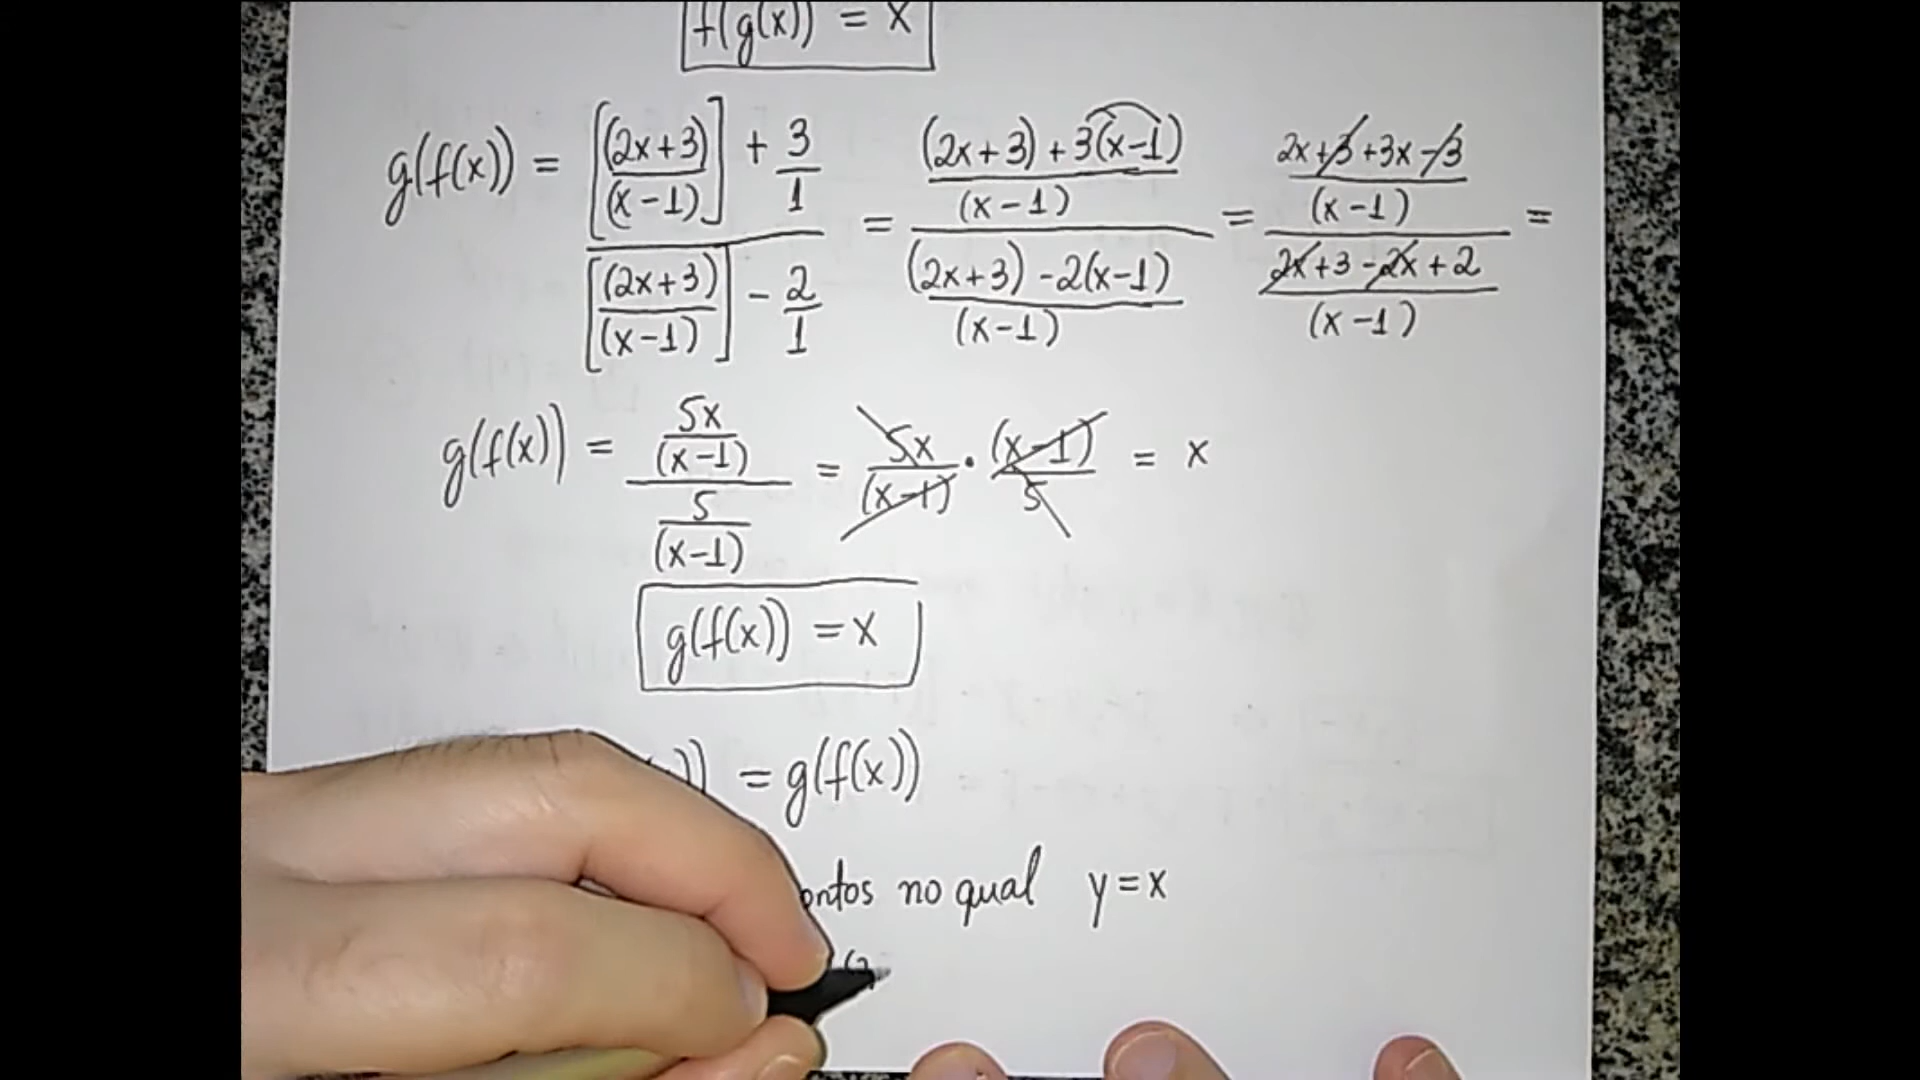 f(g(x)) = x
g(f(x)) = [(2x+3)/(x-1)] + 3/1 / [(2x+3)/(x-1)] - 2/1 = (2x+3)+3(x-1)/(x-1) / (2x+3)-2(x-1)/(x-1) = 2x+3+3x-3/(x-1) / 2x+3-2x+2/(x-1) =
g(f(x)) = 5x/(x-1) / 5/(x-1) = 5x/(x-1) · (x-1)/5 = x
g(f(x)) = x
= g(f(x))
no qual y=x